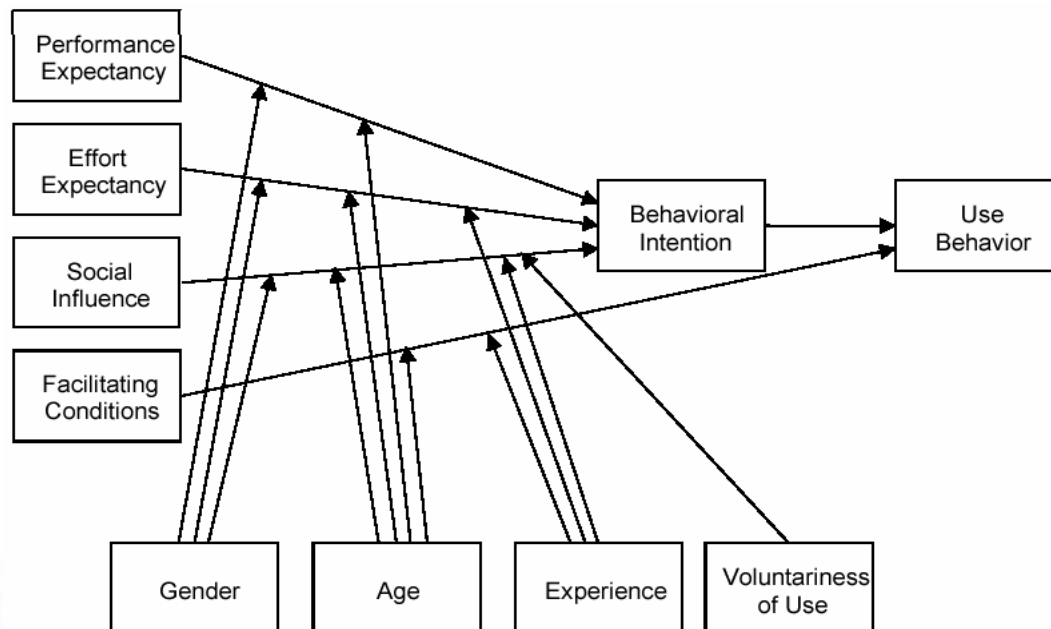 Performance
Expectancy
Effort
Expectancy
Social
Influence
Facilitating
Conditions
Behavioral
Intention
Use
Behavior
Gender
Age
Experience
Voluntariness
of Use